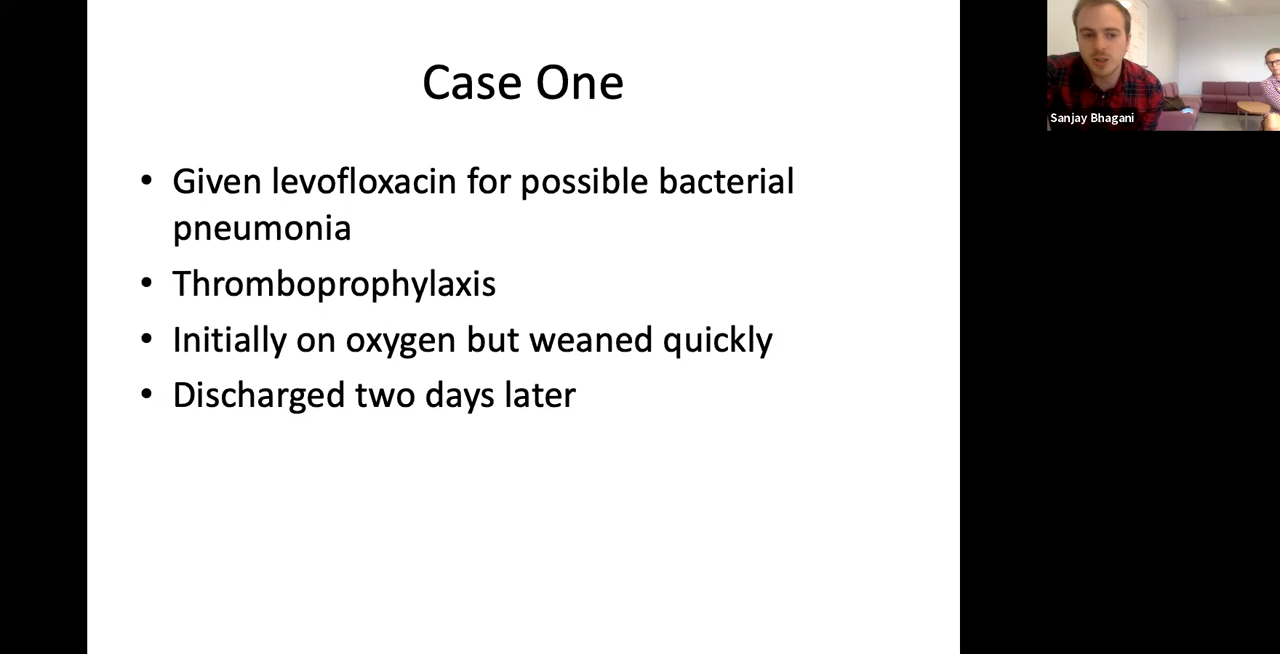 Case One
• Given levofloxacin for possible bacterial
pneumonia
• Thromboprophylaxis
• Initially on oxygen but weaned quickly
• Discharged two days later
Sanjay Bhagani